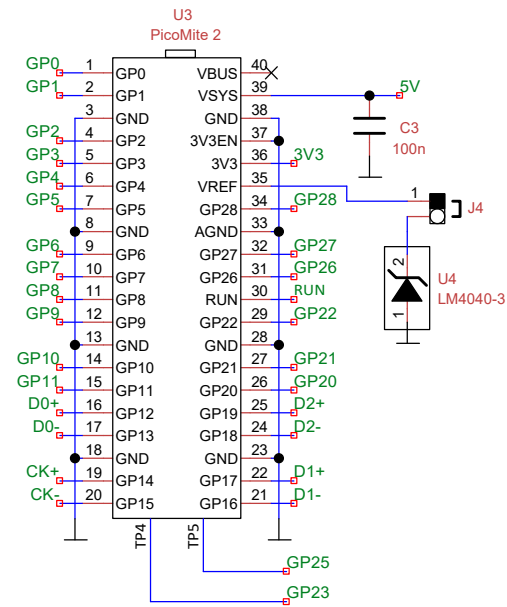 U3
PicoMite 2
GP0 1 GP0 VBUS 40
GP1 2 GP1 VSYS 39 5V
3 GND GND 38
GP2 4 GP2 3V3EN 37
GP3 5 GP3 3V3 36 3V3
GP4 6 GP4 VREF 35
GP5 7 GP5 GP28 34 GP28
8 GND AGND 33
GP6 9 GP6 GP27 32 GP27
GP7 10 GP7 GP26 31 GP26
GP8 11 GP8 RUN 30 RUN
GP9 12 GP9 GP22 29 GP22
13 GND GND 28
GP10 14 GP10 GP21 27 GP21
GP11 15 GP11 GP20 26 GP20
D0+ 16 GP12 GP19 25 D2+
D0- 17 GP13 GP18 24 D2-
18 GND GND 23
CK+ 19 GP14 GP17 22 D1+
CK- 20 GP15 GP16 21 D1-
TP4 TP5
GP25
GP23
C3
100n
1
J4
2
U4
LM4040-3
1